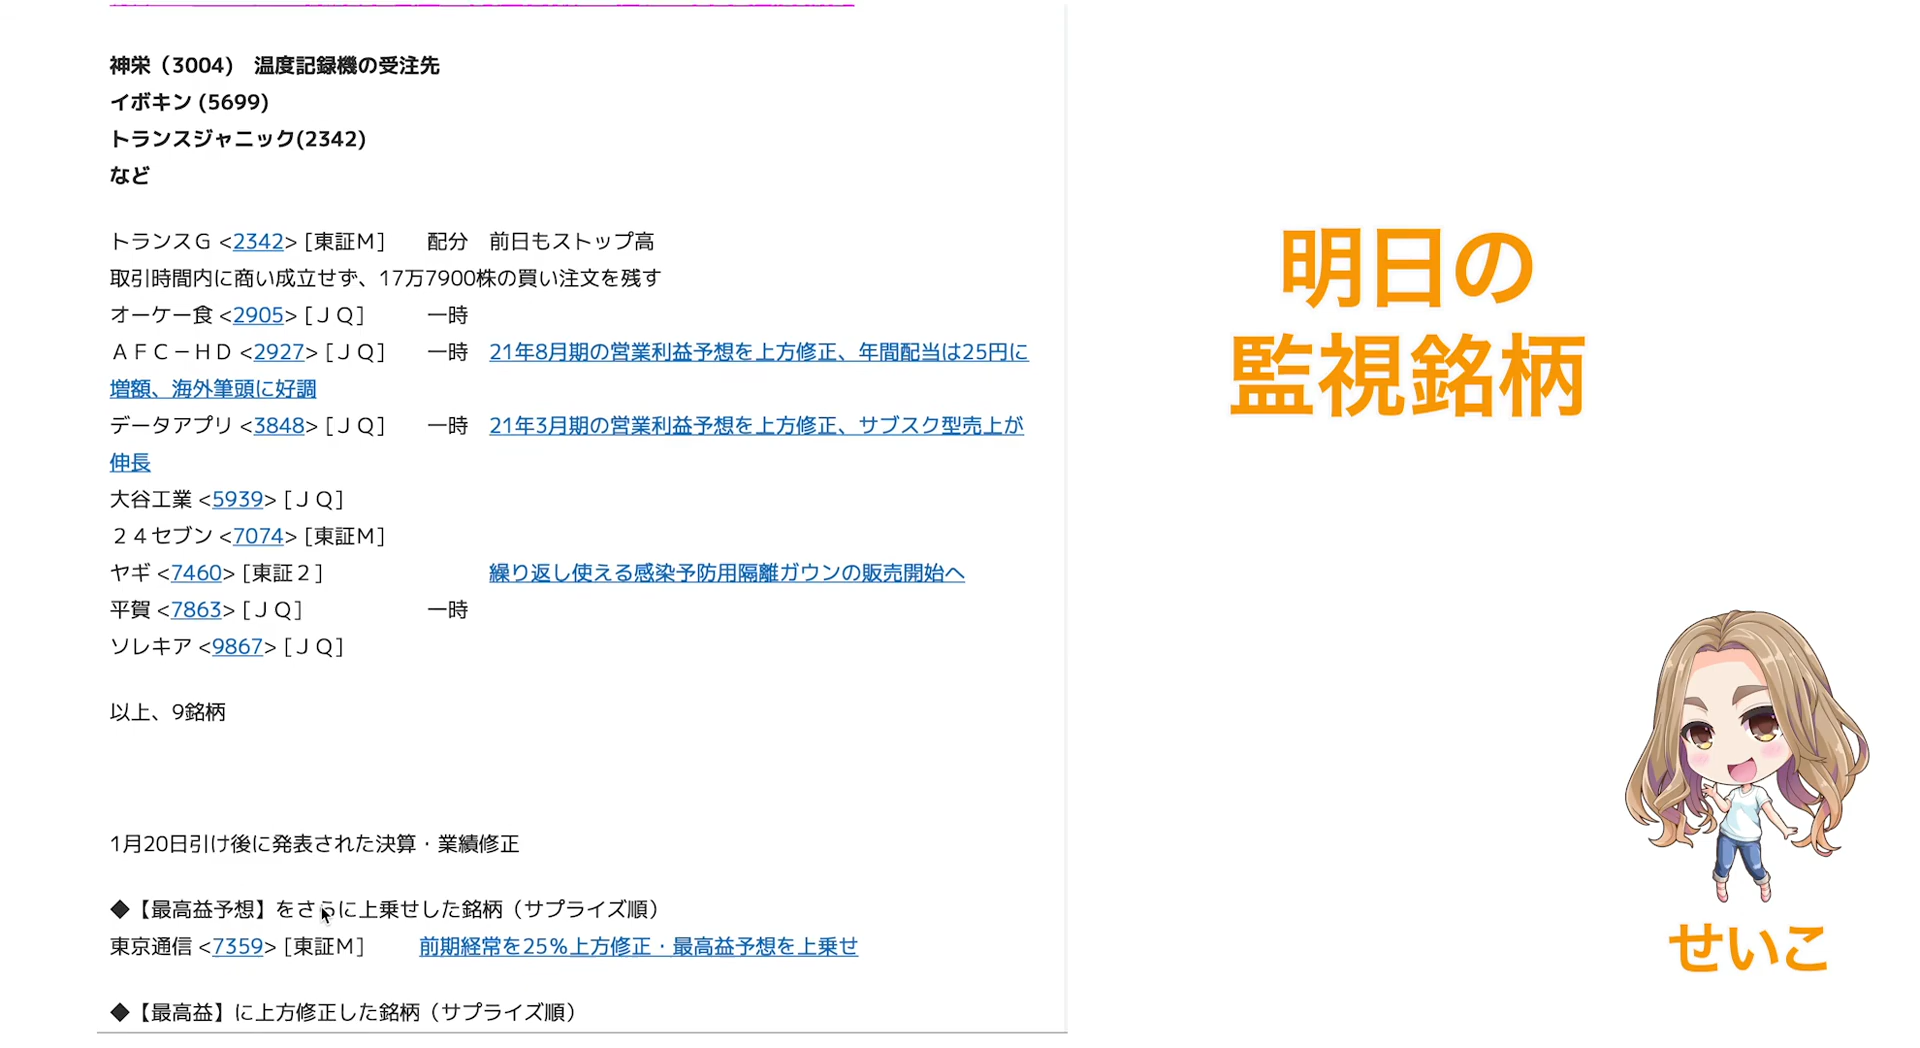 神栄（3004） 温度記録機の受注先
イボキン (5699)
トランスジャニック(2342)
など
トランスＧ <2342> [東証Ｍ] 配分 前日もストップ高
取引時間内に商い成立せず、17万7900株の買い注文を残す
オーケー食 <2905> [ＪＱ] 一時
ＡＦＣ－ＨＤ <2927> [ＪＱ] 一時 21年8月期の営業利益予想を上方修正、年間配当は25円に
増額、海外筆頭に好調
データアプリ <3848> [ＪＱ] 一時 21年3月期の営業利益予想を上方修正、サブスク型売上が
伸長
大谷工業 <5939> [ＪＱ]
２４セブン <7074> [東証Ｍ]
ヤギ <7460> [東証２] 繰り返し使える感染予防用隔離ガウンの販売開始へ
平賀 <7863> [ＪＱ] 一時
ソレキア <9867> [ＪＱ]
以上、9銘柄
1月20日引け後に発表された決算・業績修正
◆【最高益予想】をさらに上乗せした銘柄（サプライズ順）
東京通信 <7359> [東証Ｍ] 前期経常を25％上方修正・最高益予想を上乗せ
◆【最高益】に上方修正した銘柄（サプライズ順）
明日の
監視銘柄
せいこ